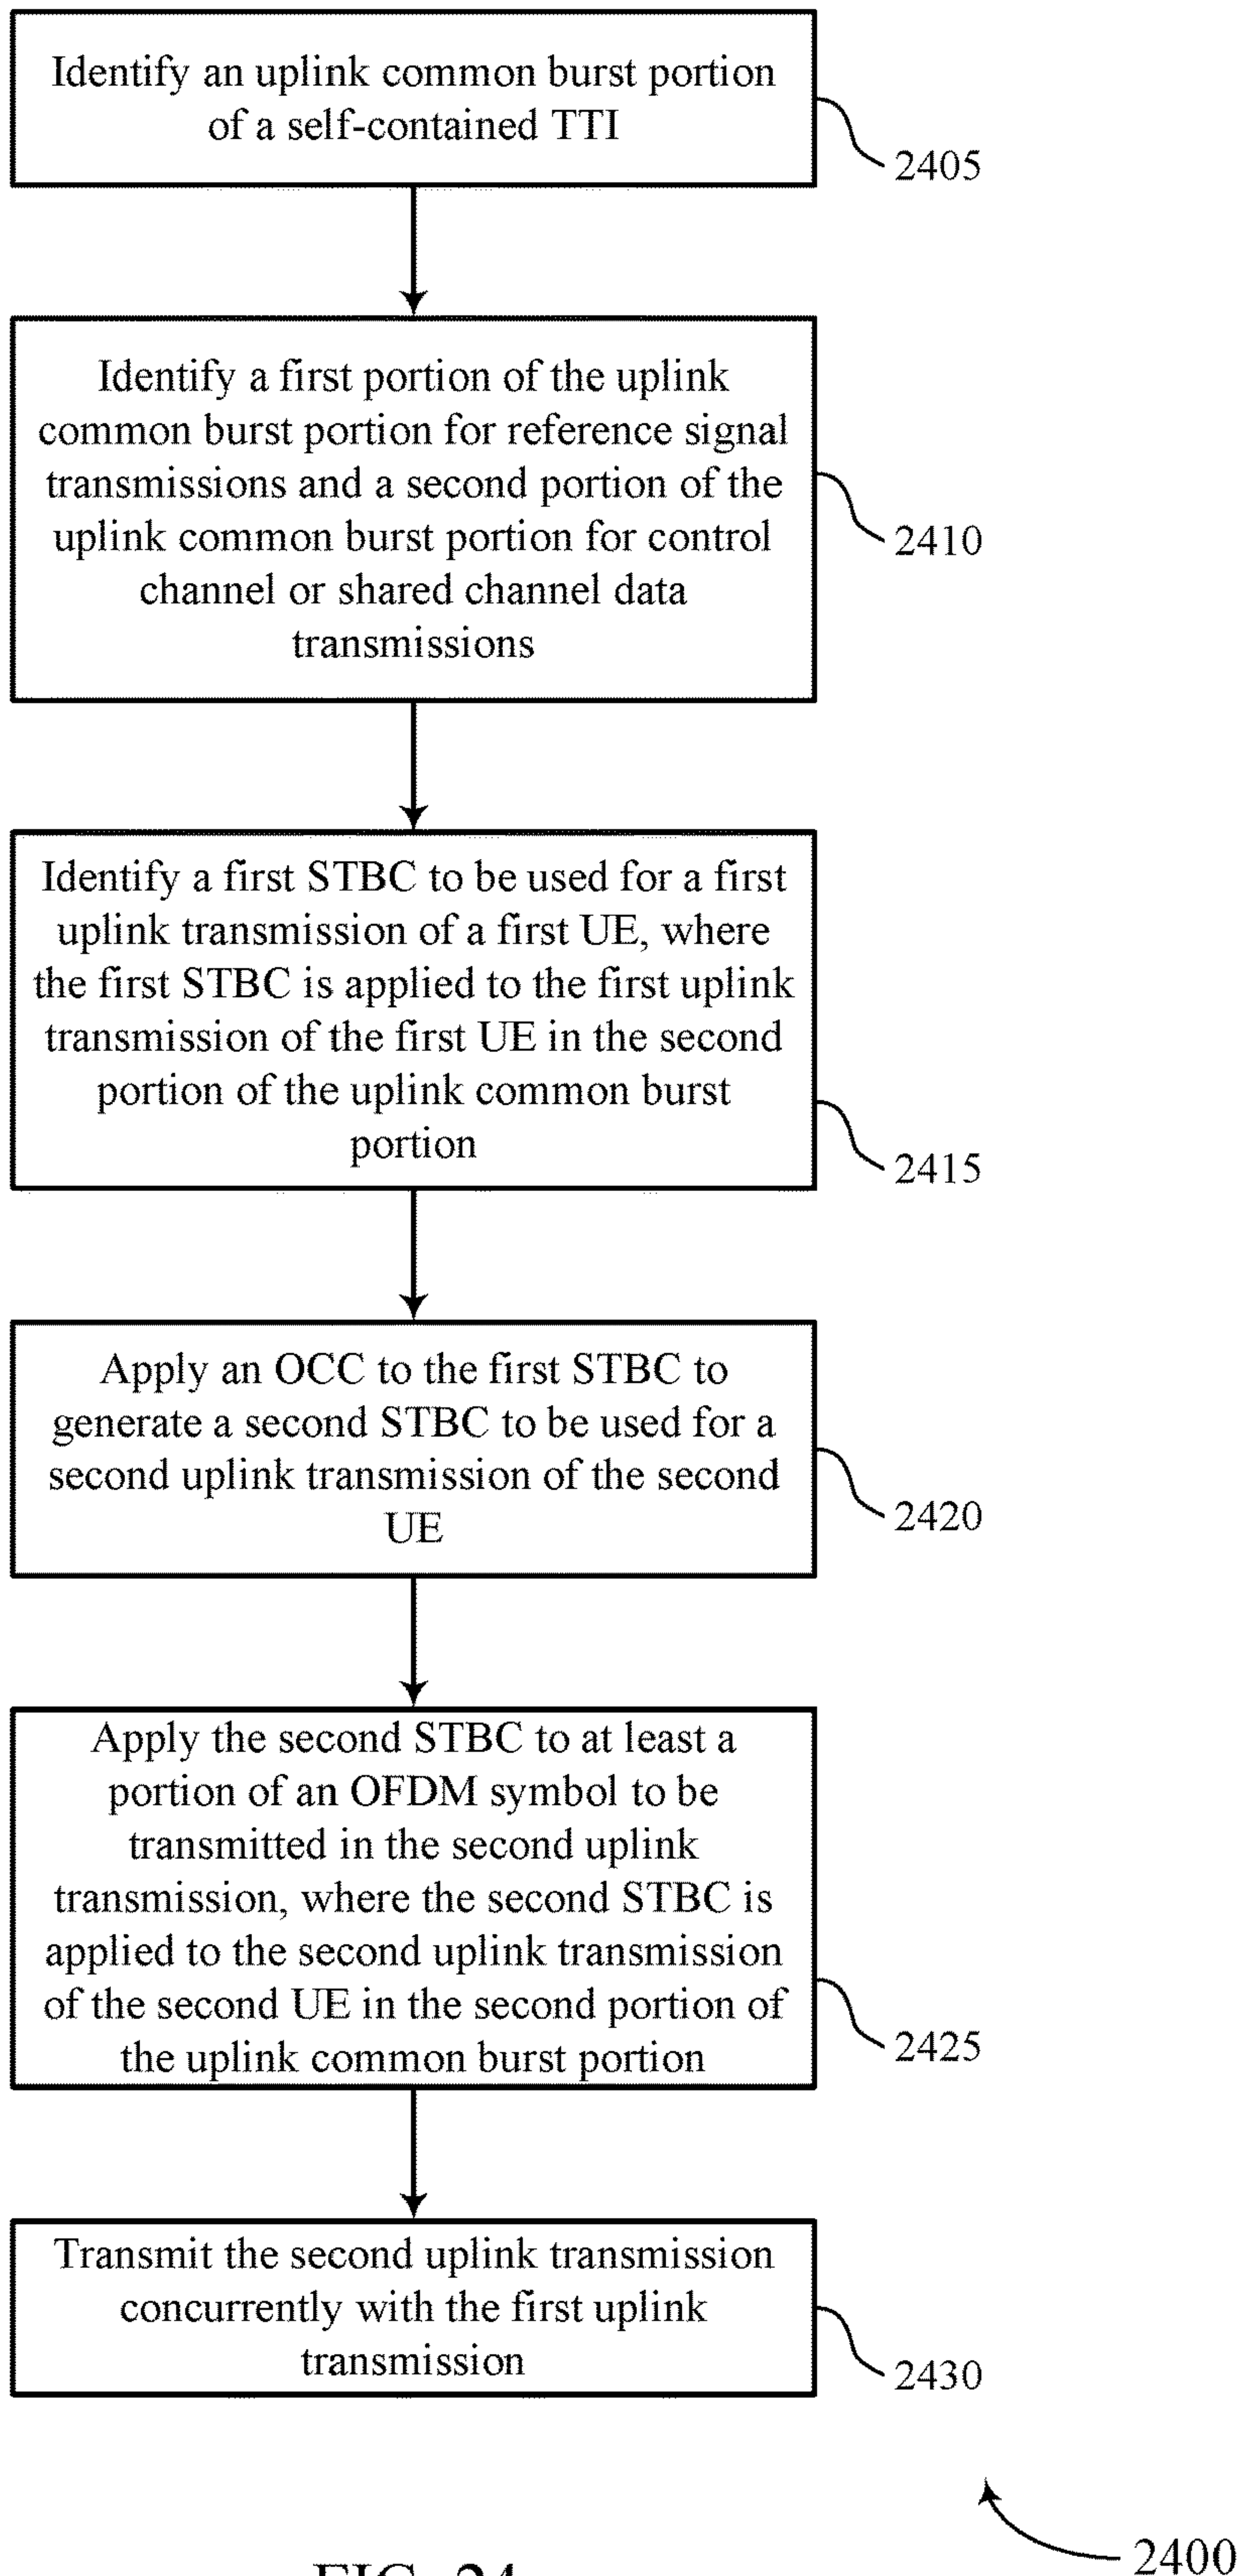 Identify an uplink common burst portion
of a self-contained TTI
2405
Identify a first portion of the uplink
common burst portion for reference signal
transmissions and a second portion of the
uplink common burst portion for control
channel or shared channel data
transmissions
2410
Identify a first STBC to be used for a first
uplink transmission of a first UE, where
the first STBC is applied to the first uplink
transmission of the first UE in the second
portion of the uplink common burst
portion
2415
Apply an OCC to the first STBC to
generate a second STBC to be used for a
second uplink transmission of the second
UE
2420
Apply the second STBC to at least a
portion of an OFDM symbol to be
transmitted in the second uplink
transmission, where the second STBC is
applied to the second uplink transmission
of the second UE in the second portion of
the uplink common burst portion
2425
Transmit the second uplink transmission
concurrently with the first uplink
transmission
2430
2400
FIG. 24